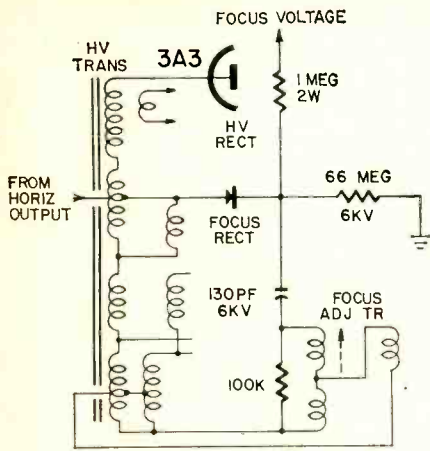 FOCUS VOLTAGE
HV
TRANS
3A3
HV
RECT
1 MEG
2W
FROM
HORIZ
OUTPUT
66 MEG
6KV
FOCUS
RECT
130PF
6KV
FOCUS
ADJ TR
100K